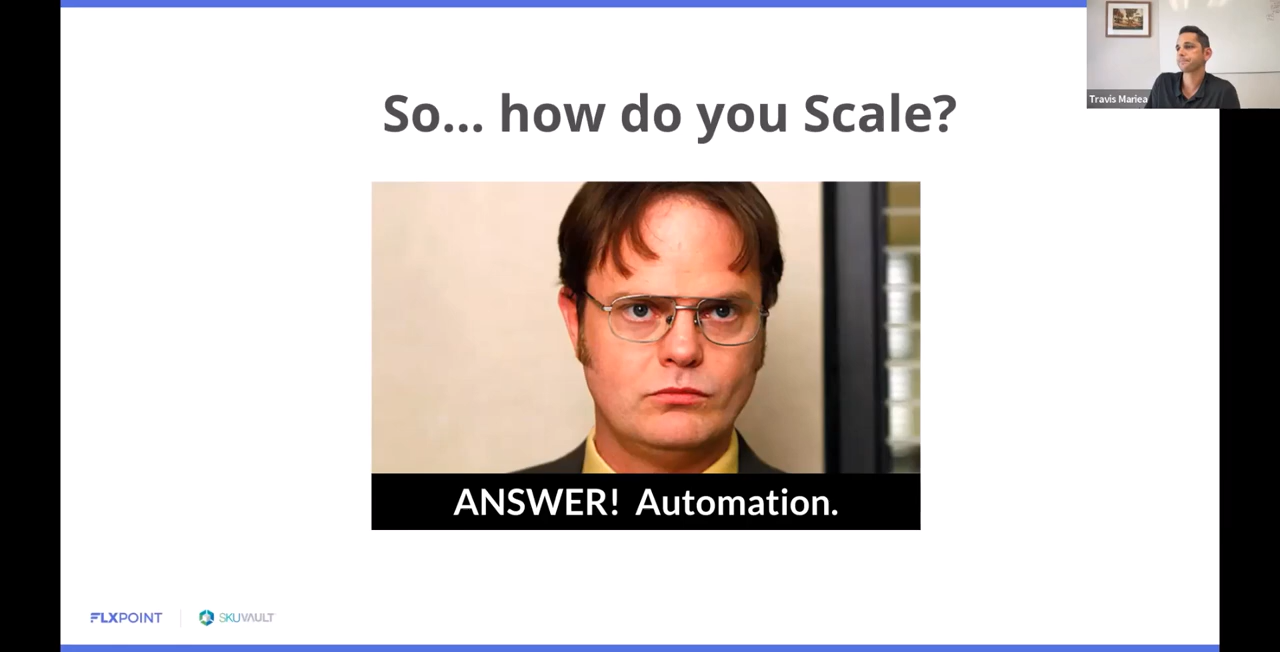 So... how do you Scale?
Travis Mariea
ANSWER! Automation.
FLXPOINT
SKUVAULT